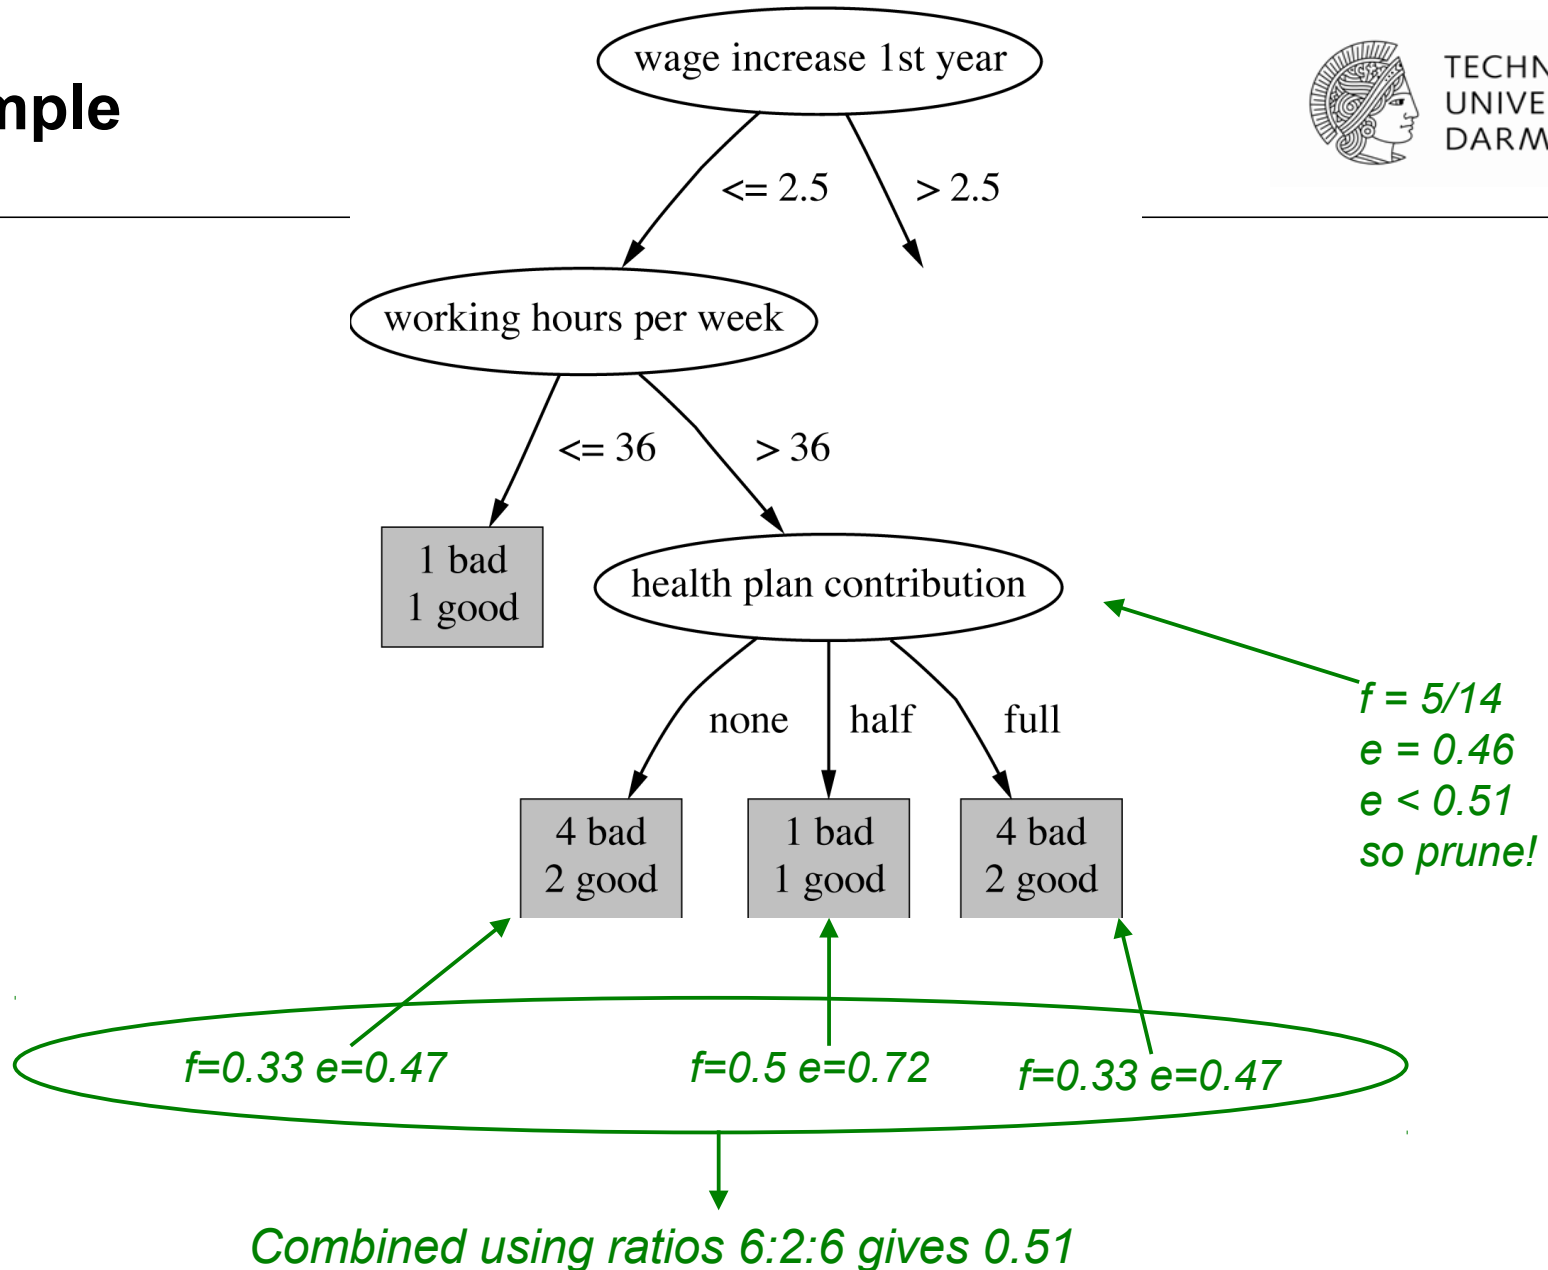 mple
TECHN
UNIVE
DARM
wage increase 1st year
<= 2.5
> 2.5
working hours per week
<= 36
> 36
1 bad
1 good
health plan contribution
none
half
full
4 bad
2 good
1 bad
1 good
4 bad
2 good
f = 5/14
e = 0.46
e < 0.51
so prune!
f=0.33 e=0.47
f=0.5 e=0.72
f=0.33 e=0.47
Combined using ratios 6:2:6 gives 0.51